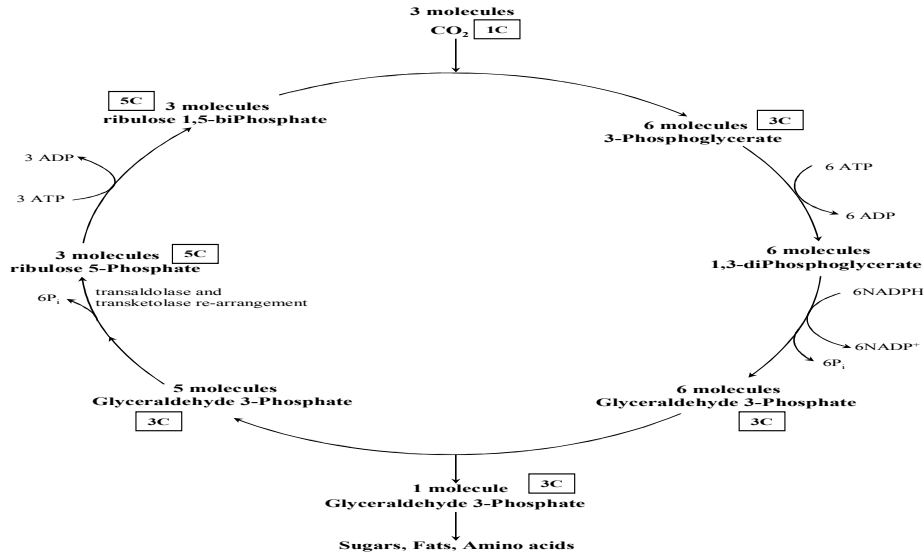 3 molecules
CO₂ 1C
5C 3 molecules
ribulose 1,5-biPhosphate
6 molecules 3C
3-Phosphoglycerate
3 ADP
3 ATP
6 ATP
6 ADP
3 molecules 5C
ribulose 5-Phosphate
6 molecules
1,3-diPhosphoglycerate
transaldolase and
transketolase re-arrangement
6Pᵢ
6NADPH
6NADP⁺
6Pᵢ
5 molecules
Glyceraldehyde 3-Phosphate
3C
6 molecules
Glyceraldehyde 3-Phosphate
3C
1 molecule 3C
Glyceraldehyde 3-Phosphate
Sugars, Fats, Amino acids